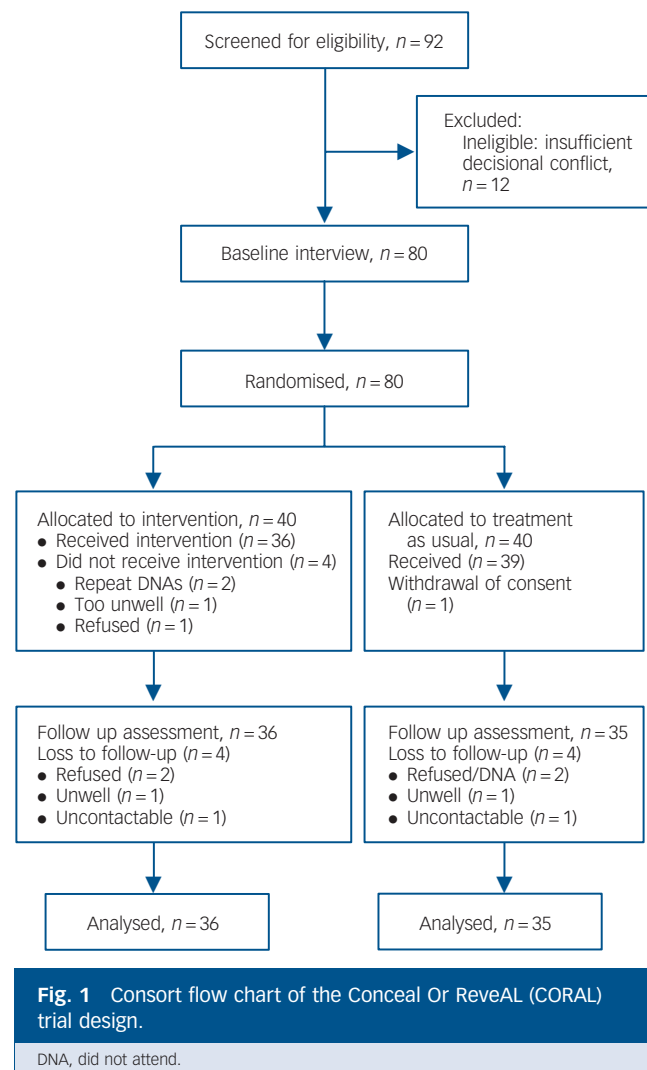 Screened for eligibility, n = 92
Excluded:
Ineligible: insufficient
decisional conflict,
n = 12
Baseline interview, n = 80
Randomised, n = 80
Allocated to intervention, n = 40
● Received intervention (n = 36)
● Did not receive intervention (n = 4)
● Repeat DNAs (n = 2)
● Too unwell (n = 1)
● Refused (n = 1)
Allocated to treatment
as usual, n = 40
Received (n = 39)
Withdrawal of consent
(n = 1)
Follow up assessment, n = 36
Loss to follow-up (n = 4)
● Refused (n = 2)
● Unwell (n = 1)
● Uncontactable (n = 1)
Follow up assessment, n = 35
Loss to follow-up (n = 4)
● Refused/DNA (n = 2)
● Unwell (n = 1)
● Uncontactable (n = 1)
Analysed, n = 36
Analysed, n = 35
Fig. 1 Consort flow chart of the Conceal Or ReveAL (CORAL)
trial design.
DNA, did not attend.